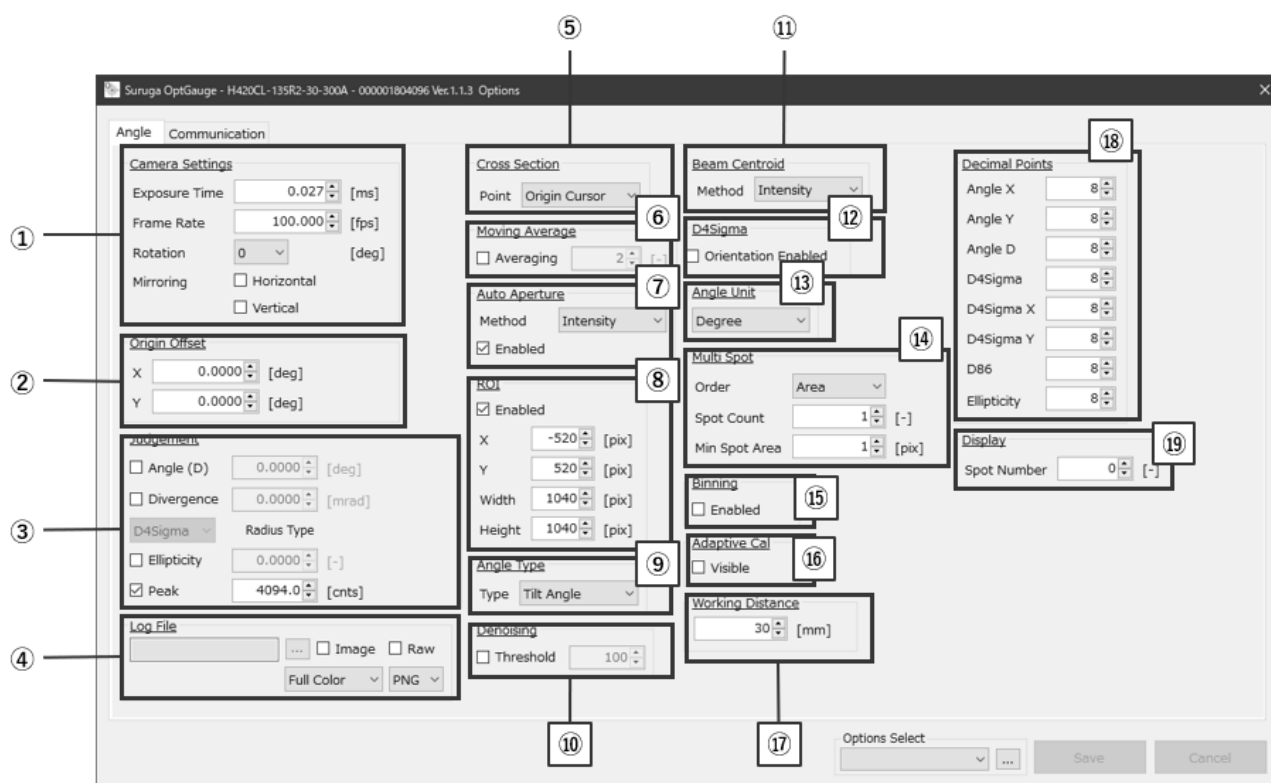 ⑤
⑪
Suruga OptGauge - H420CL-135R2-30-300A - 000001804096 Ver.1.1.3 Options
Angle
Communication
①
Camera Settings
Exposure Time 0.027 [ms]
Frame Rate 100.000 [fps]
Rotation 0 [deg]
Mirroring Horizontal
Vertical
②
Origin Offset
X 0.0000 [deg]
Y 0.0000 [deg]
③
Judgement
Angle (D) 0.0000 [deg]
Divergence 0.0000 [mrad]
D4Sigma Radius Type
Ellipticity 0.0000 [-]
Peak 4094.0 [cnts]
④
Log File
... Image Raw
Full Color PNG
Cross Section
Point Origin Cursor
⑥
Moving Average
Averaging 2 [-]
⑦
Auto Aperture
Method Intensity
Enabled
⑧
ROI
Enabled
X -520 [pix]
Y 520 [pix]
Width 1040 [pix]
Height 1040 [pix]
⑨
Angle Type
Type Tilt Angle
Denoising
Threshold 100
⑩
Beam Centroid
Method Intensity
⑫
D4Sigma
Orientation Enabled
⑬
Angle Unit
Degree
⑭
Multi Spot
Order Area
Spot Count 1 [-]
Min Spot Area 1 [pix]
⑮
Binning
Enabled
⑯
Adaptive Cal
Visible
Working Distance
30 [mm]
⑰
⑱
Decimal Points
Angle X 8
Angle Y 8
Angle D 8
D4Sigma 8
D4Sigma X 8
D4Sigma Y 8
D86 8
Ellipticity 8
⑲
Display
Spot Number 0 [-]
Options Select
...
Save
Cancel